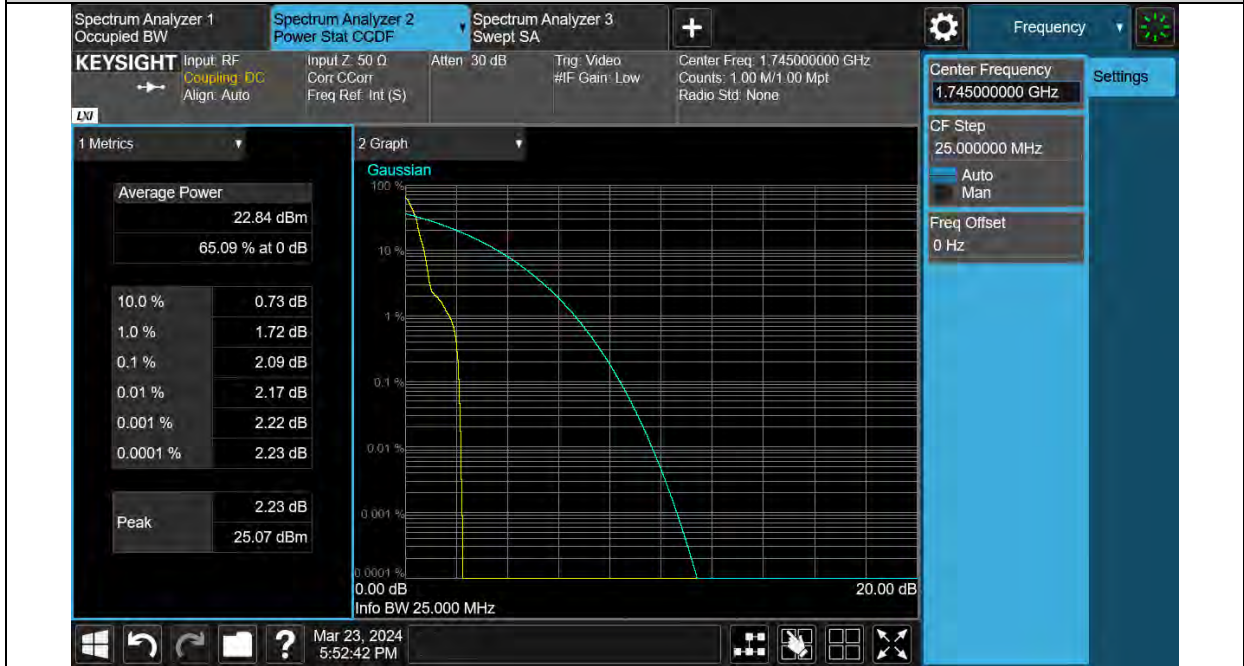 Spectrum Analyzer 1
Occupied BW
Spectrum Analyzer 2
Power Stat CCDF
Spectrum Analyzer 3
Swept SA
Frequency
KEYSIGHT
LXI
Input: RF
Coupling: DC
Align: Auto
Input Z: 50 Ω
Corr CCorr
Freq Ref: Int (S)
Atten: 30 dB
Trig: Video
#IF Gain: Low
Center Freq: 1.745000000 GHz
Counts: 1.00 M/1.00 Mpt
Radio Std: None
Center Frequency
1.745000000 GHz
Settings
CF Step
25.000000 MHz
Auto
Man
Freq Offset
0 Hz
1 Metrics
Average Power
22.84 dBm
65.09 % at 0 dB
10.0 % 0.73 dB
1.0 % 1.72 dB
0.1 % 2.09 dB
0.01 % 2.17 dB
0.001 % 2.22 dB
0.0001 % 2.23 dB
Peak
2.23 dB
25.07 dBm
2 Graph
Gaussian
100 %
10 %
1 %
0.1 %
0.01 %
0.001 %
0.0001 %
0.00 dB
20.00 dB
Info BW 25.000 MHz
?
Mar 23, 2024
5:52:42 PM